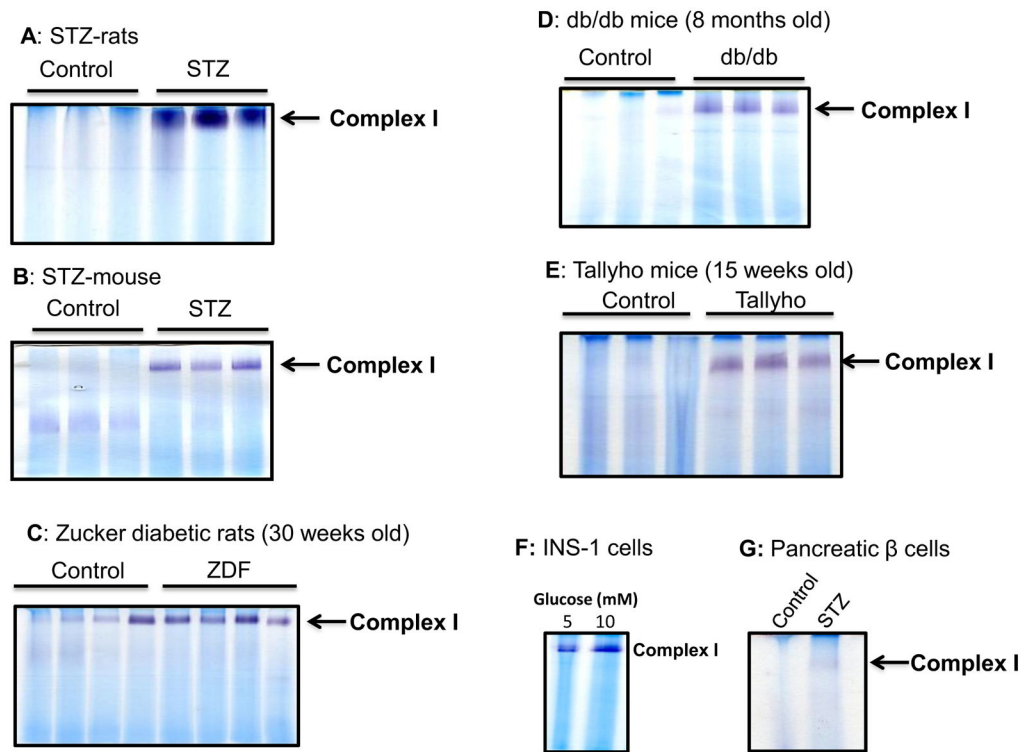 A: STZ-rats
Control STZ
Complex I
B: STZ-mouse
Control STZ
Complex I
C: Zucker diabetic rats (30 weeks old)
Control ZDF
Complex I
D: db/db mice (8 months old)
Control db/db
Complex I
E: Tallyho mice (15 weeks old)
Control Tallyho
Complex I
F: INS-1 cells
Glucose (mM)
5 10
Complex I
G: Pancreatic β cells
Control STZ
Complex I